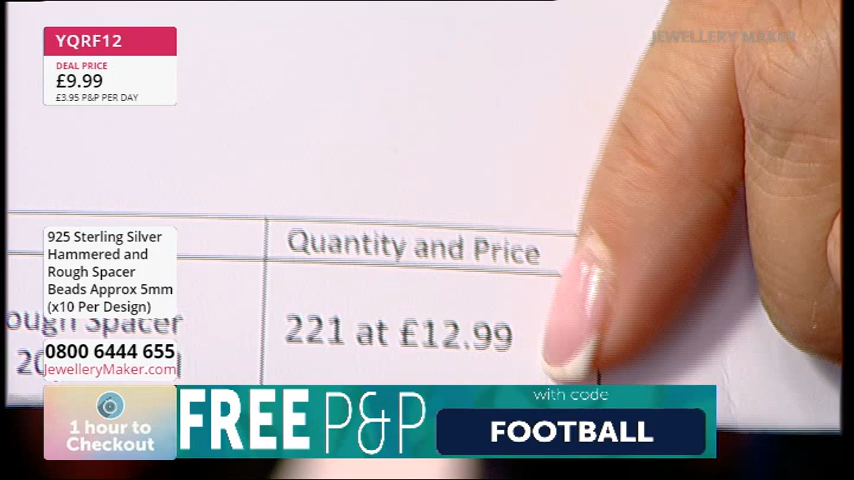 YQRF12
DEAL PRICE
£9.99
£3.95 P&P PER DAY
JEWELLERY MAKER
Quantity and Price
925 Sterling Silver
Hammered and
Rough Spacer
Beads Approx 5mm
(x10 Per Design)
ough Spacer
221 at £12.99
0800 6444 655
JewelleryMaker.com
1 hour to
Checkout
FREE P&P
with code
FOOTBALL